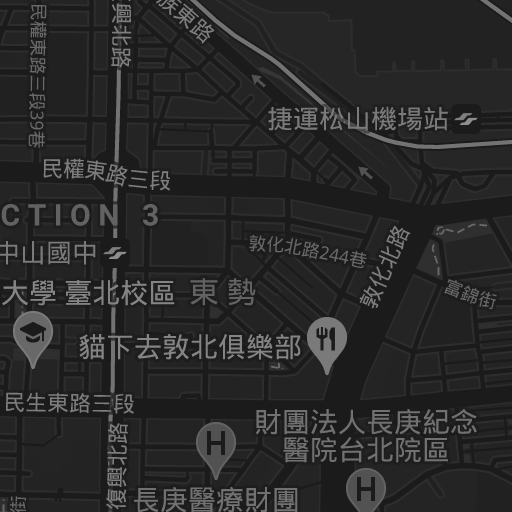 民權東路三段39巷
復興北路
族東路
捷運松山機場站
民權東路三段
CTION 3
中山國中
敦化北路244巷
敦化北路
富錦街
大學 臺北校區
東勢
貓下去敦北俱樂部
民生東路三段
復興北路
財團法人長庚紀念
醫院台北院區
H
長庚醫療財團
H
街